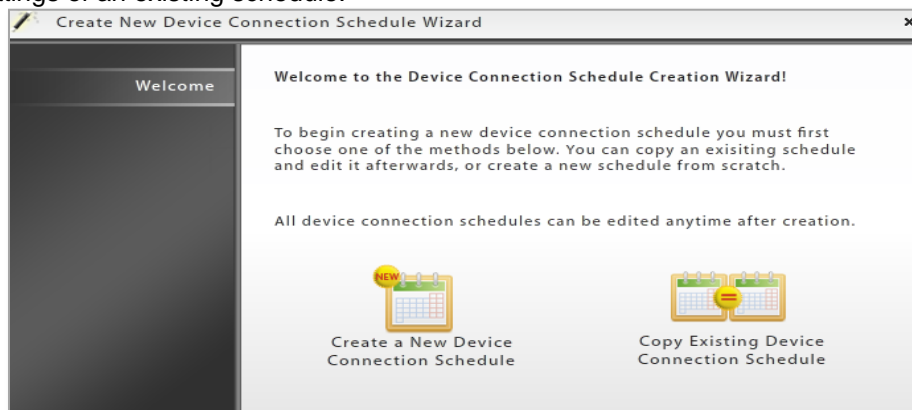 ttings of an existing schedule.
Create New Device Connection Schedule Wizard
Welcome
Welcome to the Device Connection Schedule Creation Wizard!
To begin creating a new device connection schedule you must first
choose one of the methods below. You can copy an exisiting schedule
and edit it afterwards, or create a new schedule from scratch.
All device connection schedules can be edited anytime after creation.
NEW
Create a New Device
Connection Schedule
Copy Existing Device
Connection Schedule